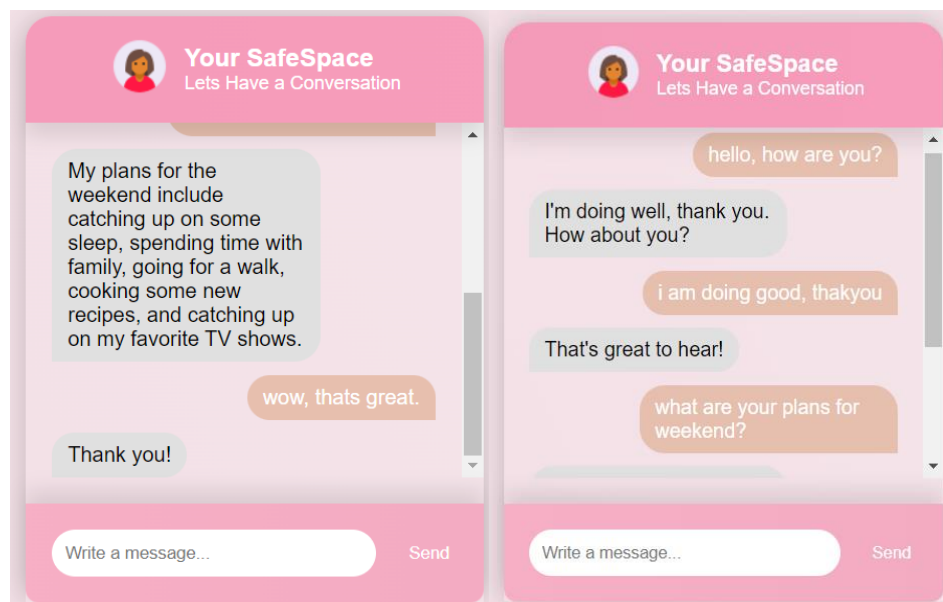 Your SafeSpace
Lets Have a Conversation
My plans for the
weekend include
catching up on some
sleep, spending time with
family, going for a walk,
cooking some new
recipes, and catching up
on my favorite TV shows.
wow, thats great.
Thank you!
Write a message...
Send
Your SafeSpace
Lets Have a Conversation
hello, how are you?
I'm doing well, thank you.
How about you?
i am doing good, thakyou
That's great to hear!
what are your plans for
weekend?
Write a message...
Send